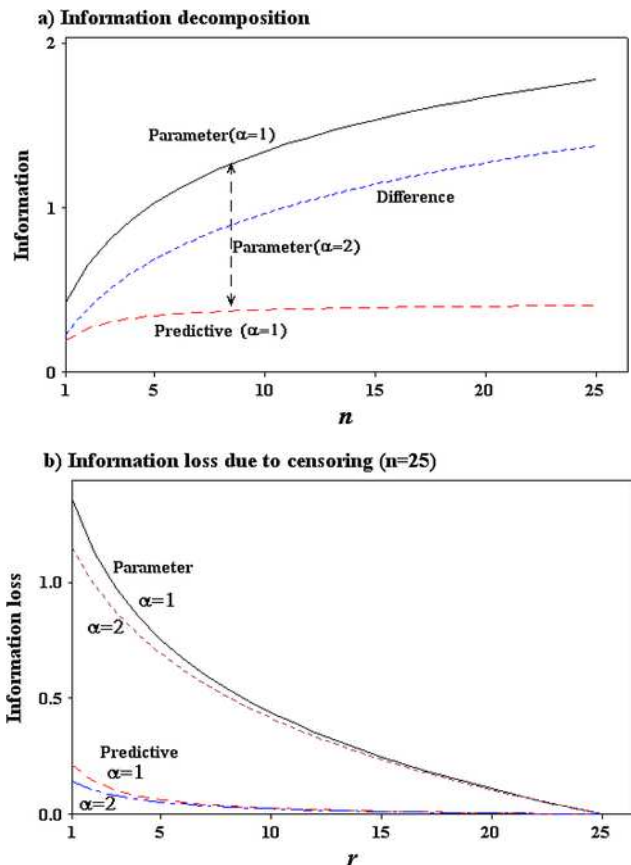 a) Information decomposition
2
1
0
Information
Parameter(α=1)
Difference
Parameter(α=2)
Predictive (α=1)
1 5 10 15 20 25
n
b) Information loss due to censoring (n=25)
1.0
0.5
0.0
Information loss
Parameter
α=1
α=2
Predictive
α=1
α=2
1 5 10 15 20 25
r